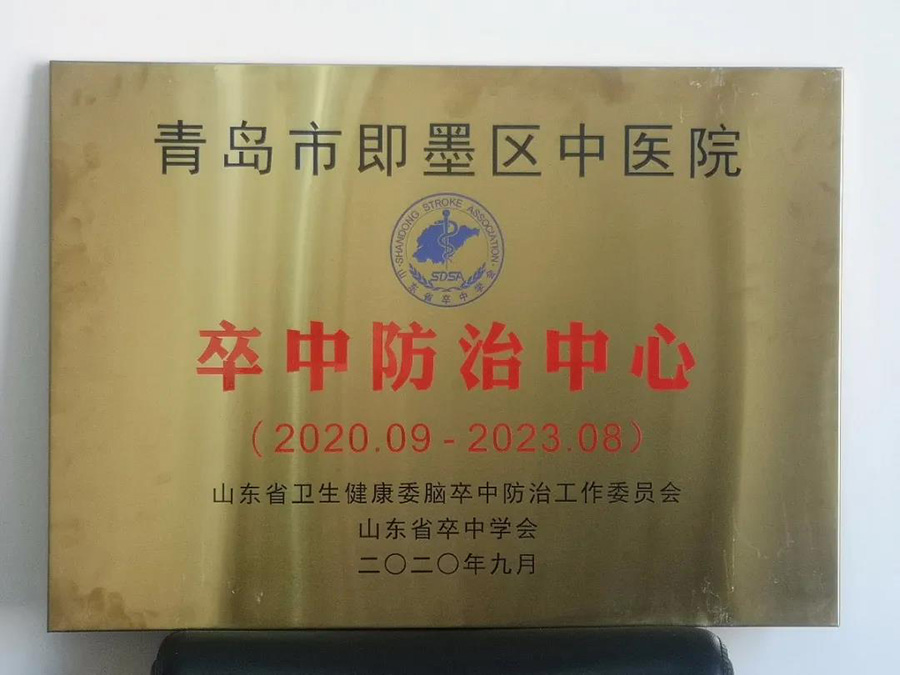 青岛市即墨区中医院
·SHANDONG STROKE ASSOCIATION·
SDSA
山东省卒中学会
卒中防治中心
(2020.09-2023.08)
山东省卫生健康委脑卒中防治工作委员会
山东省卒中学会
二〇二〇年九月